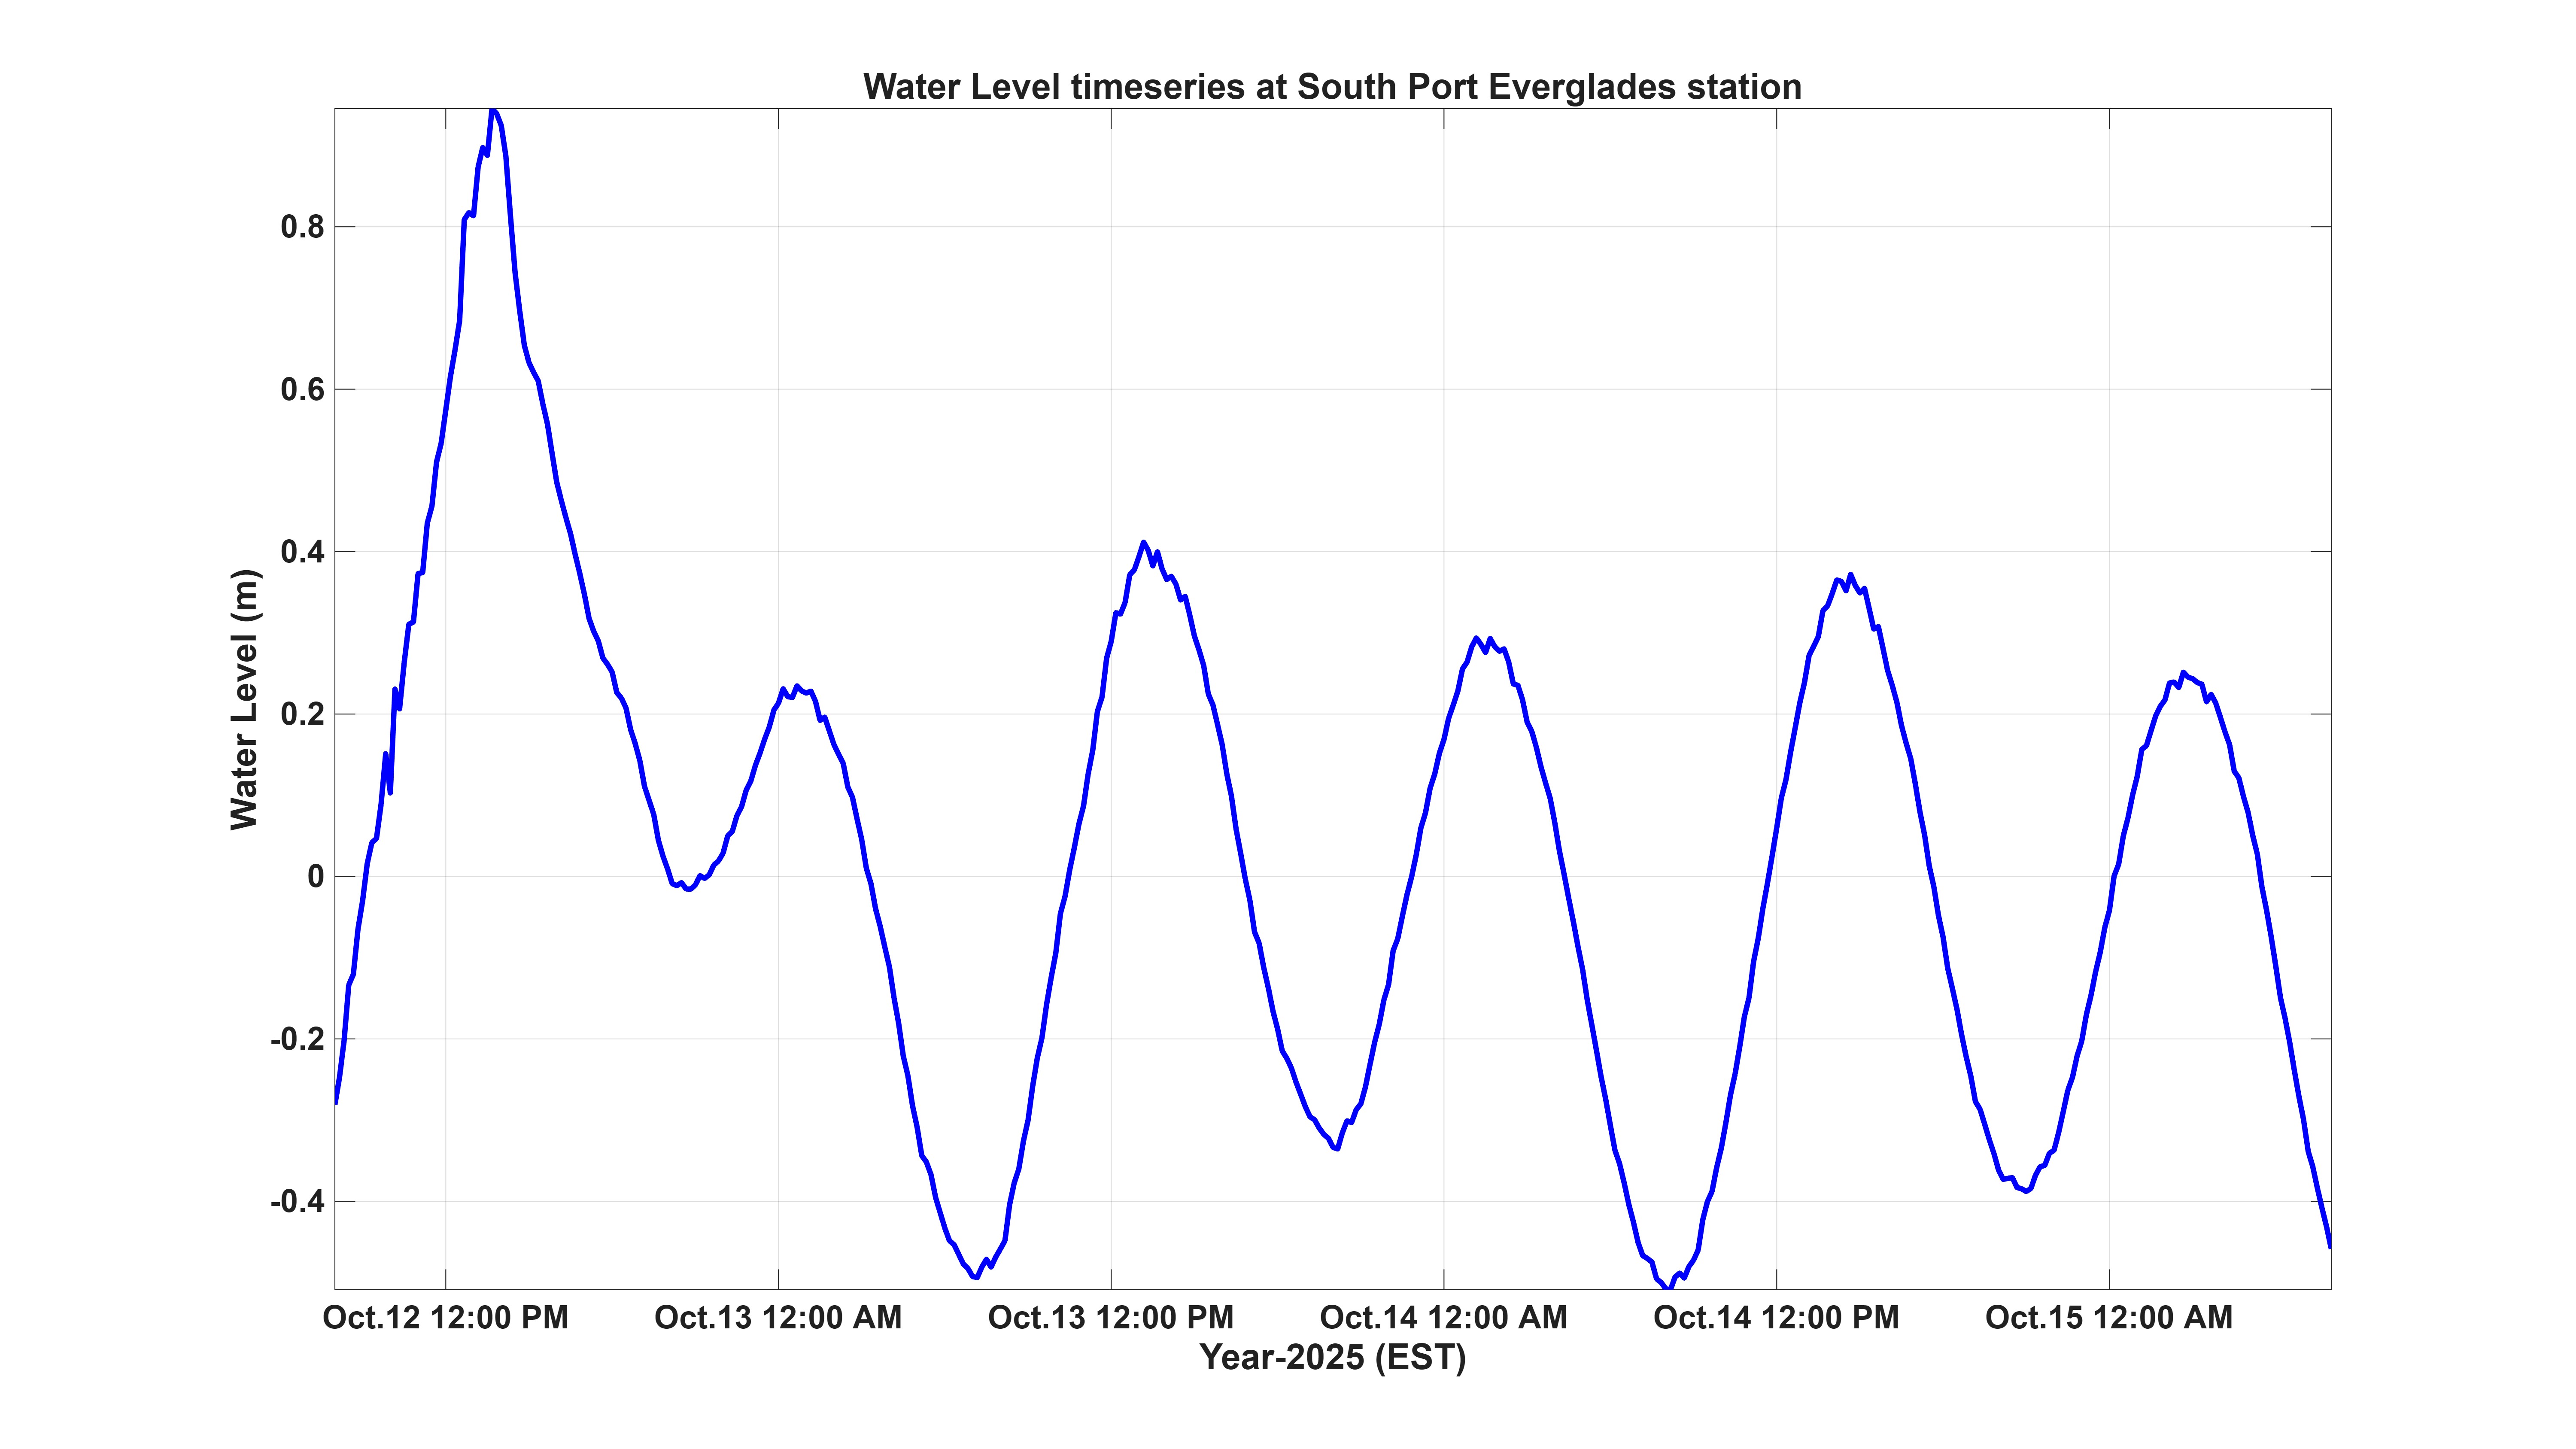 Water Level timeseries at South Port Everglades station
0.8
0.6
0.4
0.2
0
-0.2
-0.4
Water Level (m)
Oct.12 12:00 PM Oct.13 12:00 AM Oct.13 12:00 PM Oct.14 12:00 AM Oct.14 12:00 PM Oct.15 12:00 AM
Year-2025 (EST)